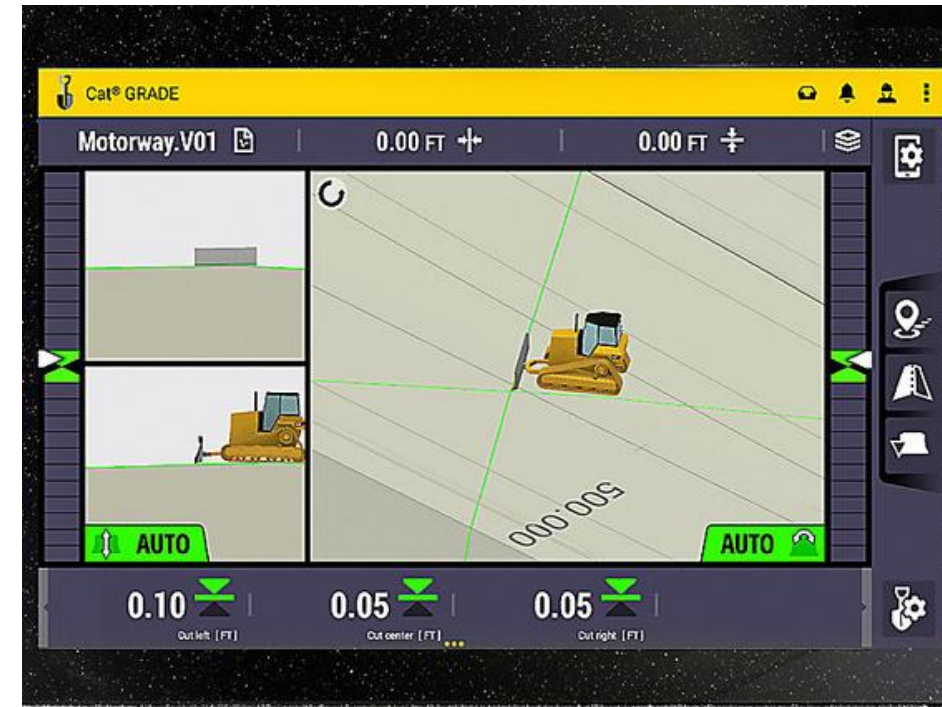 Cat® GRADE
Motorway.V01
0.00 FT
0.00 FT
500.000
AUTO
AUTO
0.10
0.05
0.05
Cut left [FT]
Cut center [FT]
Cut right [FT]